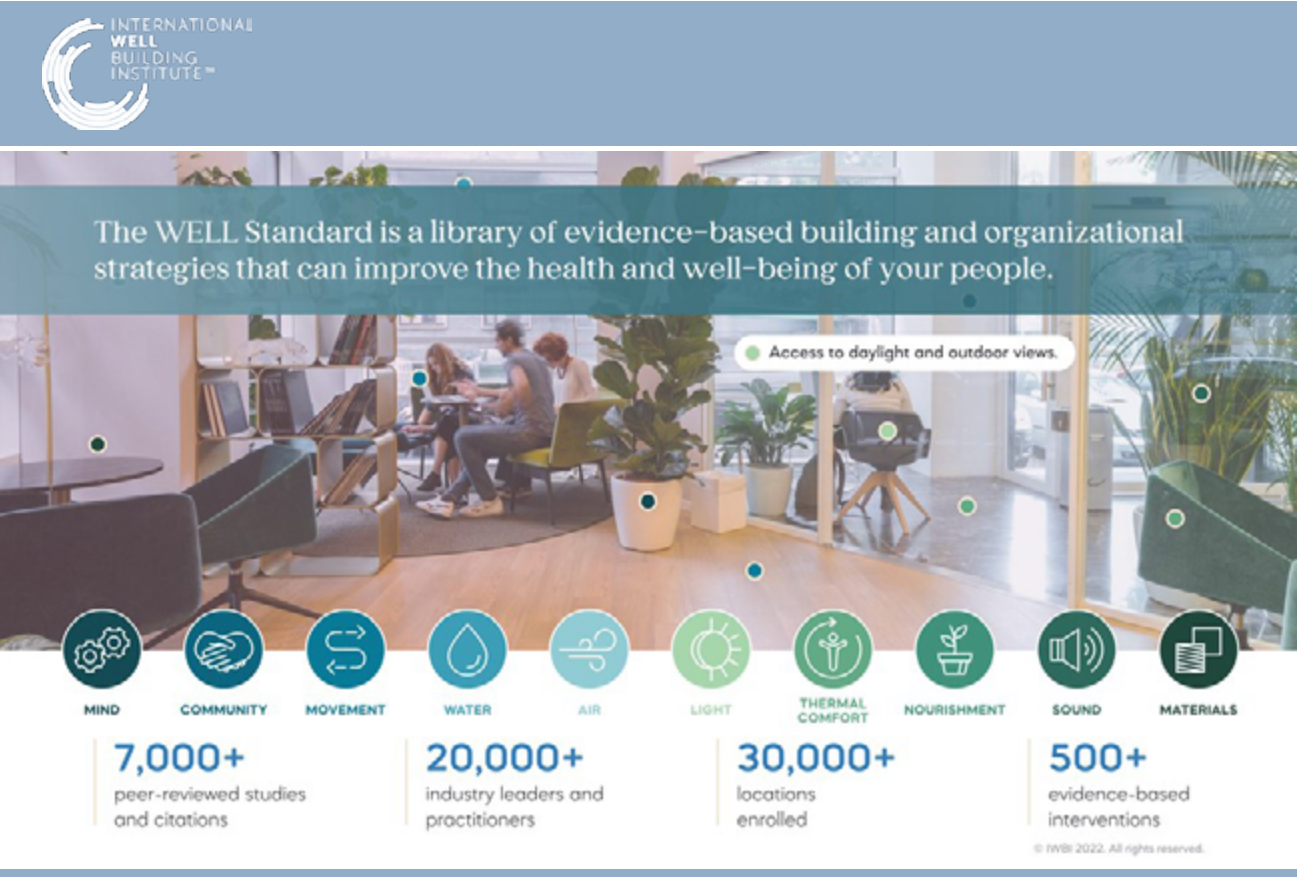 INTERNATIONAL
WELL
BUILDING
INSTITUTE™
The WELL Standard is a library of evidence-based building and organizational
strategies that can improve the health and well-being of your people.
Access to daylight and outdoor views.
MIND
COMMUNITY
MOVEMENT
WATER
AIR
LIGHT
THERMAL
COMFORT
NOURISHMENT
SOUND
MATERIALS
7,000+
peer-reviewed studies
and citations
20,000+
industry leaders and
practitioners
30,000+
locations
enrolled
500+
evidence-based
interventions
© IWBI 2022. All rights reserved.